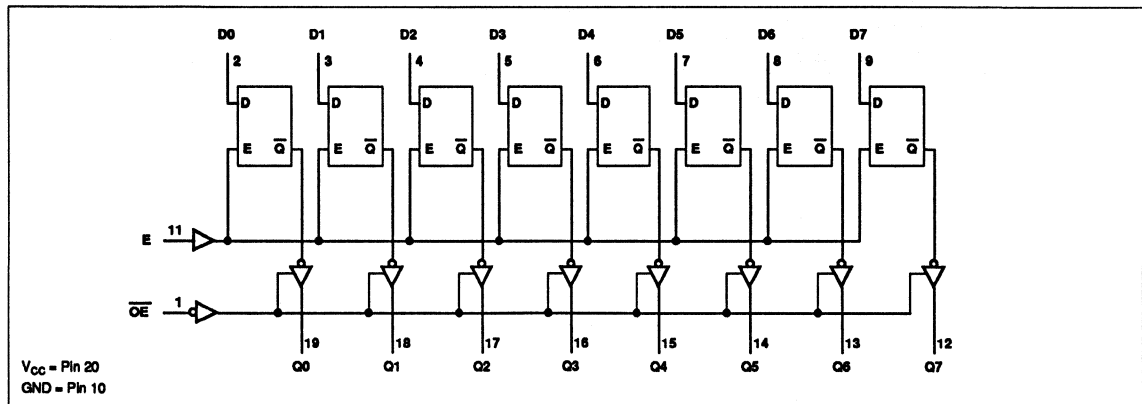 D0 D1 D2 D3 D4 D5 D6 D7
2 3 4 5 6 7 8 9
D D D D D D D D
E Q̅ E Q̅ E Q̅ E Q̅ E Q̅ E Q̅ E Q̅ E Q̅
E 11
O̅E̅ 1
19 18 17 16 15 14 13 12
Q0 Q1 Q2 Q3 Q4 Q5 Q6 Q7
VCC = Pin 20
GND = Pin 10